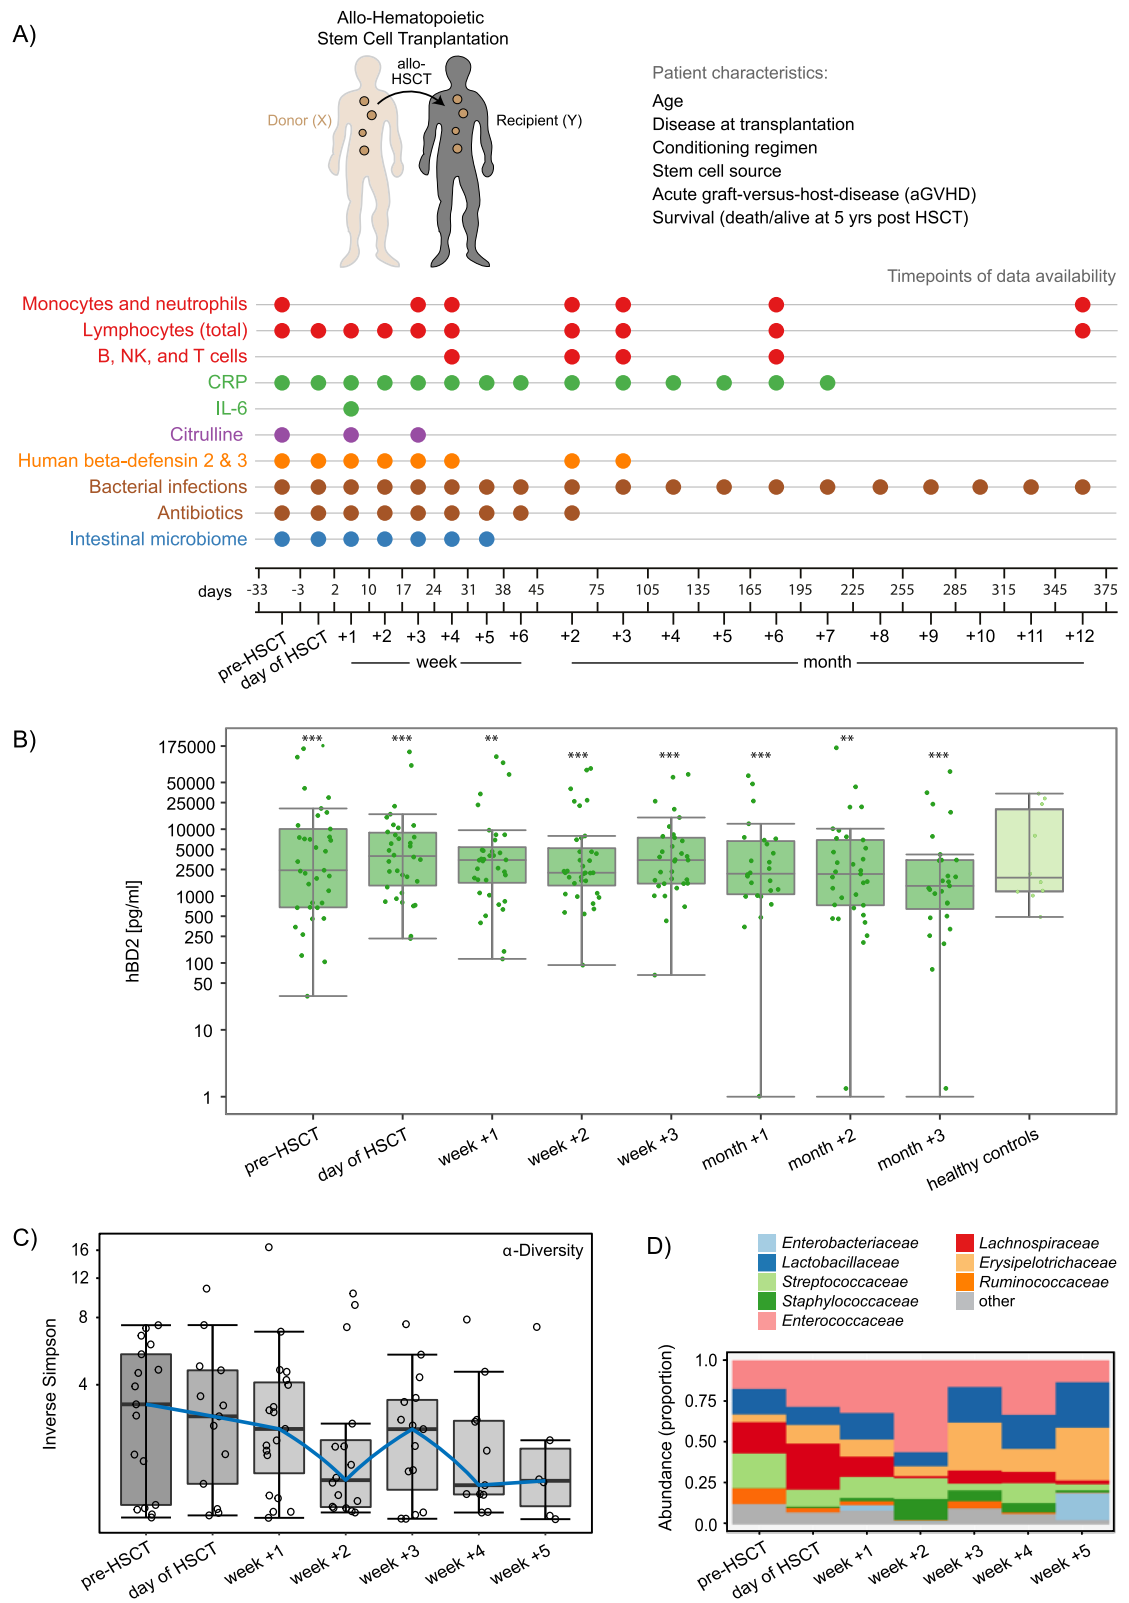 A)
Allo-Hematopoietic
Stem Cell Tranplantation
allo-
HSCT
Donor (X)
Recipient (Y)
Patient characteristics:
Age
Disease at transplantation
Conditioning regimen
Stem cell source
Acute graft-versus-host-disease (aGVHD)
Survival (death/alive at 5 yrs post HSCT)
Timepoints of data availability
Monocytes and neutrophils
Lymphocytes (total)
B, NK, and T cells
CRP
IL-6
Citrulline
Human beta-defensin 2 & 3
Bacterial infections
Antibiotics
Intestinal microbiome
days
-33 -3 2 10 17 24 31 38 45 75 105 135 165 195 225 255 285 315 345 375
pre-HSCT day of HSCT +1 +2 +3 +4 +5 +6 +2 +3 +4 +5 +6 +7 +8 +9 +10 +11 +12
week month
B)
hBD2 [pg/ml]
175000
50000
25000
10000
5000
2500
1000
500
250
100
50
10
1
*** *** ** *** *** *** ** ***
pre-HSCT day of HSCT week +1 week +2 week +3 month +1 month +2 month +3 healthy controls
C)
α-Diversity
Inverse Simpson
16
12
8
4
pre-HSCT day of HSCT week +1 week +2 week +3 week +4 week +5
D)
Enterobacteriaceae
Lactobacillaceae
Streptococcaceae
Staphylococcaceae
Enterococcaceae
Lachnospiraceae
Erysipelotrichaceae
Ruminococcaceae
other
Abundance (proportion)
1.0
0.75
0.50
0.25
0.0
pre-HSCT day of HSCT week +1 week +2 week +3 week +4 week +5